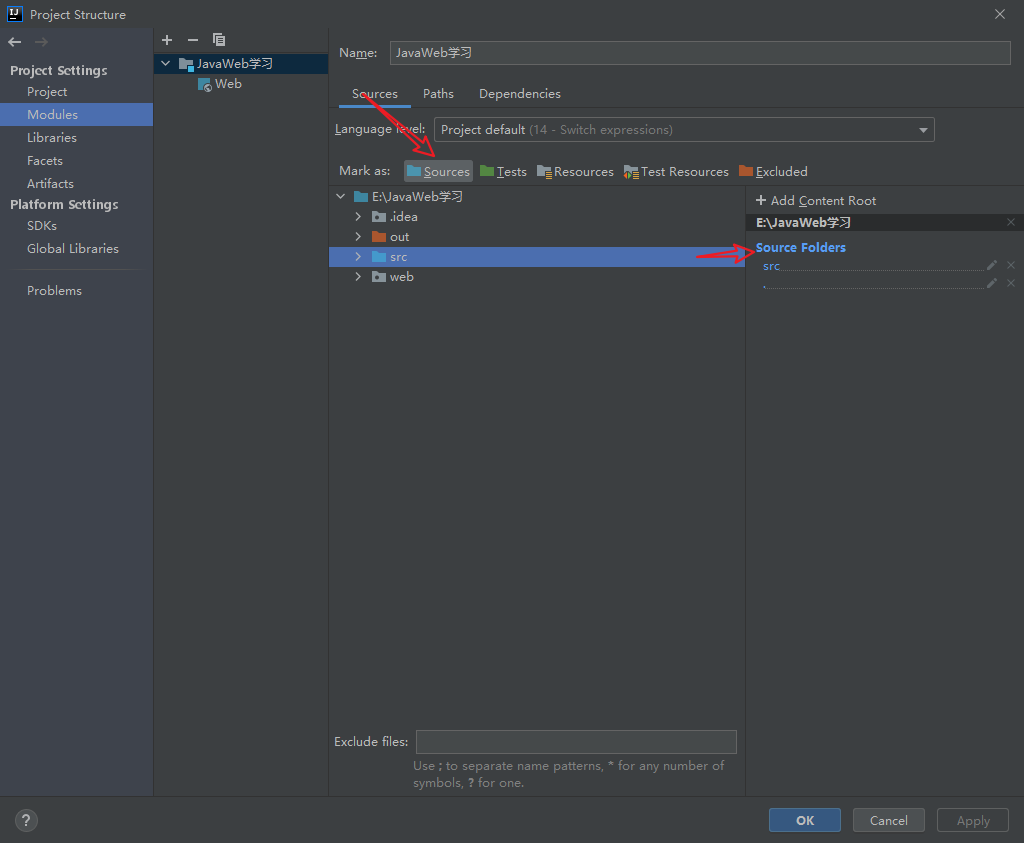 Project Structure
Project Settings
Project
Modules
Libraries
Facets
Artifacts
Platform Settings
SDKs
Global Libraries
Problems
JavaWeb学习
Web
Name:
JavaWeb学习
Sources
Paths
Dependencies
Language level:
Project default (14 - Switch expressions)
Mark as:
Sources
Tests
Resources
Test Resources
Excluded
E:\JavaWeb学习
.idea
out
src
web
+ Add Content Root
E:\JavaWeb学习
Source Folders
src
.
Exclude files:
Use ; to separate name patterns, * for any number of
symbols, ? for one.
?
OK
Cancel
Apply